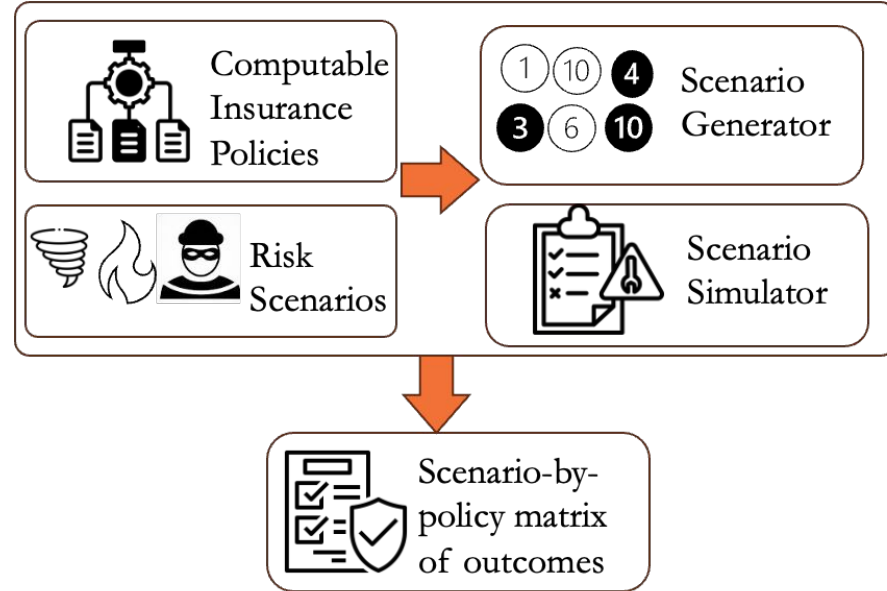 Computable
Insurance
Policies
1 10 4
3 6 10
Scenario
Generator
Risk
Scenarios
Scenario
Simulator
Scenario-by-
policy matrix
of outcomes